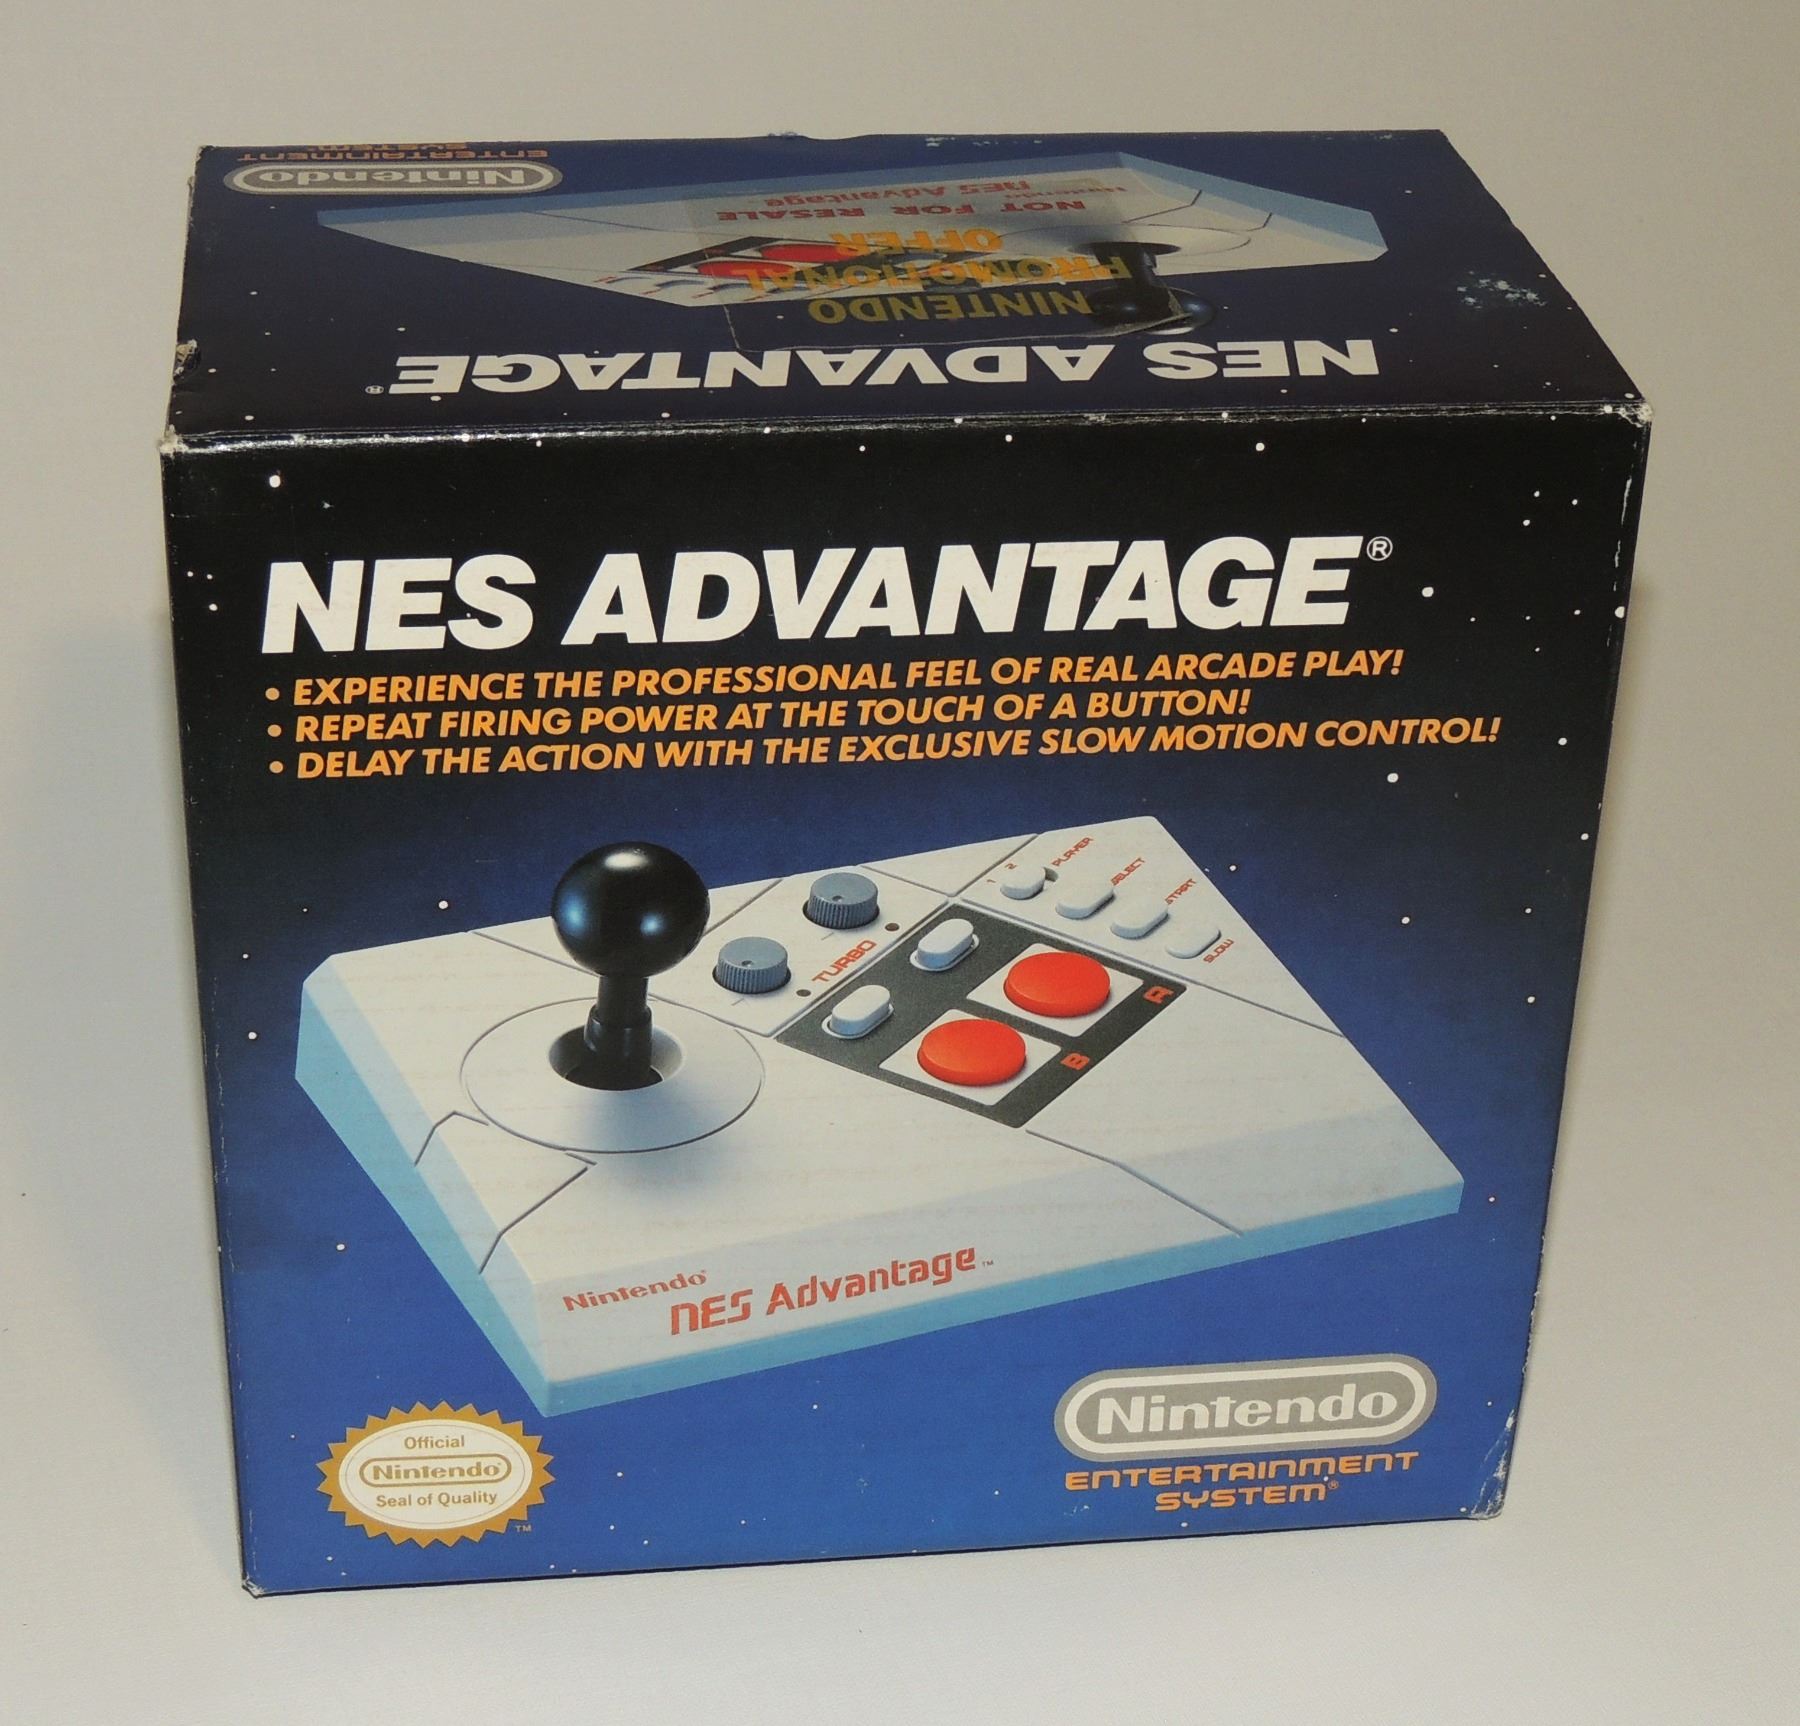 Nintendo
ENTERTAINMENT
SYSTEM
NES ADVANTAGE®
NINTENDO
PROMOTIONAL
OFFER
NOT FOR RESALE
Nintendo
NES Advantage™
NES ADVANTAGE®
• EXPERIENCE THE PROFESSIONAL FEEL OF REAL ARCADE PLAY!
• REPEAT FIRING POWER AT THE TOUCH OF A BUTTON!
• DELAY THE ACTION WITH THE EXCLUSIVE SLOW MOTION CONTROL!
1 2 PLAYER
SELECT
START
SLOW
TURBO
A
B
Nintendo®
NES Advantage™
Official
Nintendo®
Seal of Quality
TM
Nintendo
ENTERTAINMENT
SYSTEM®